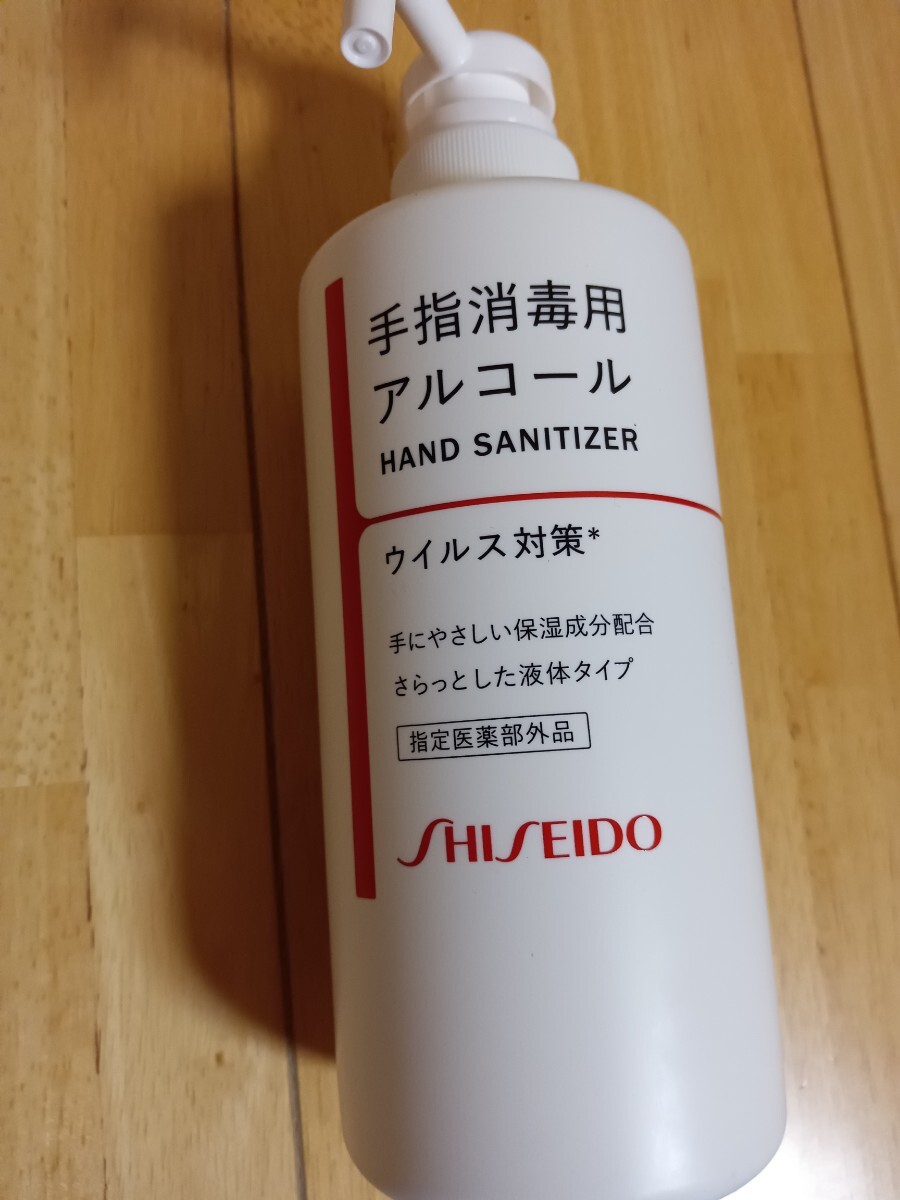 手指消毒用
アルコール
HAND SANITIZER
ウイルス対策*
手にやさしい保湿成分配合
さらっとした液体タイプ
指定医薬部外品
SHISEIDO